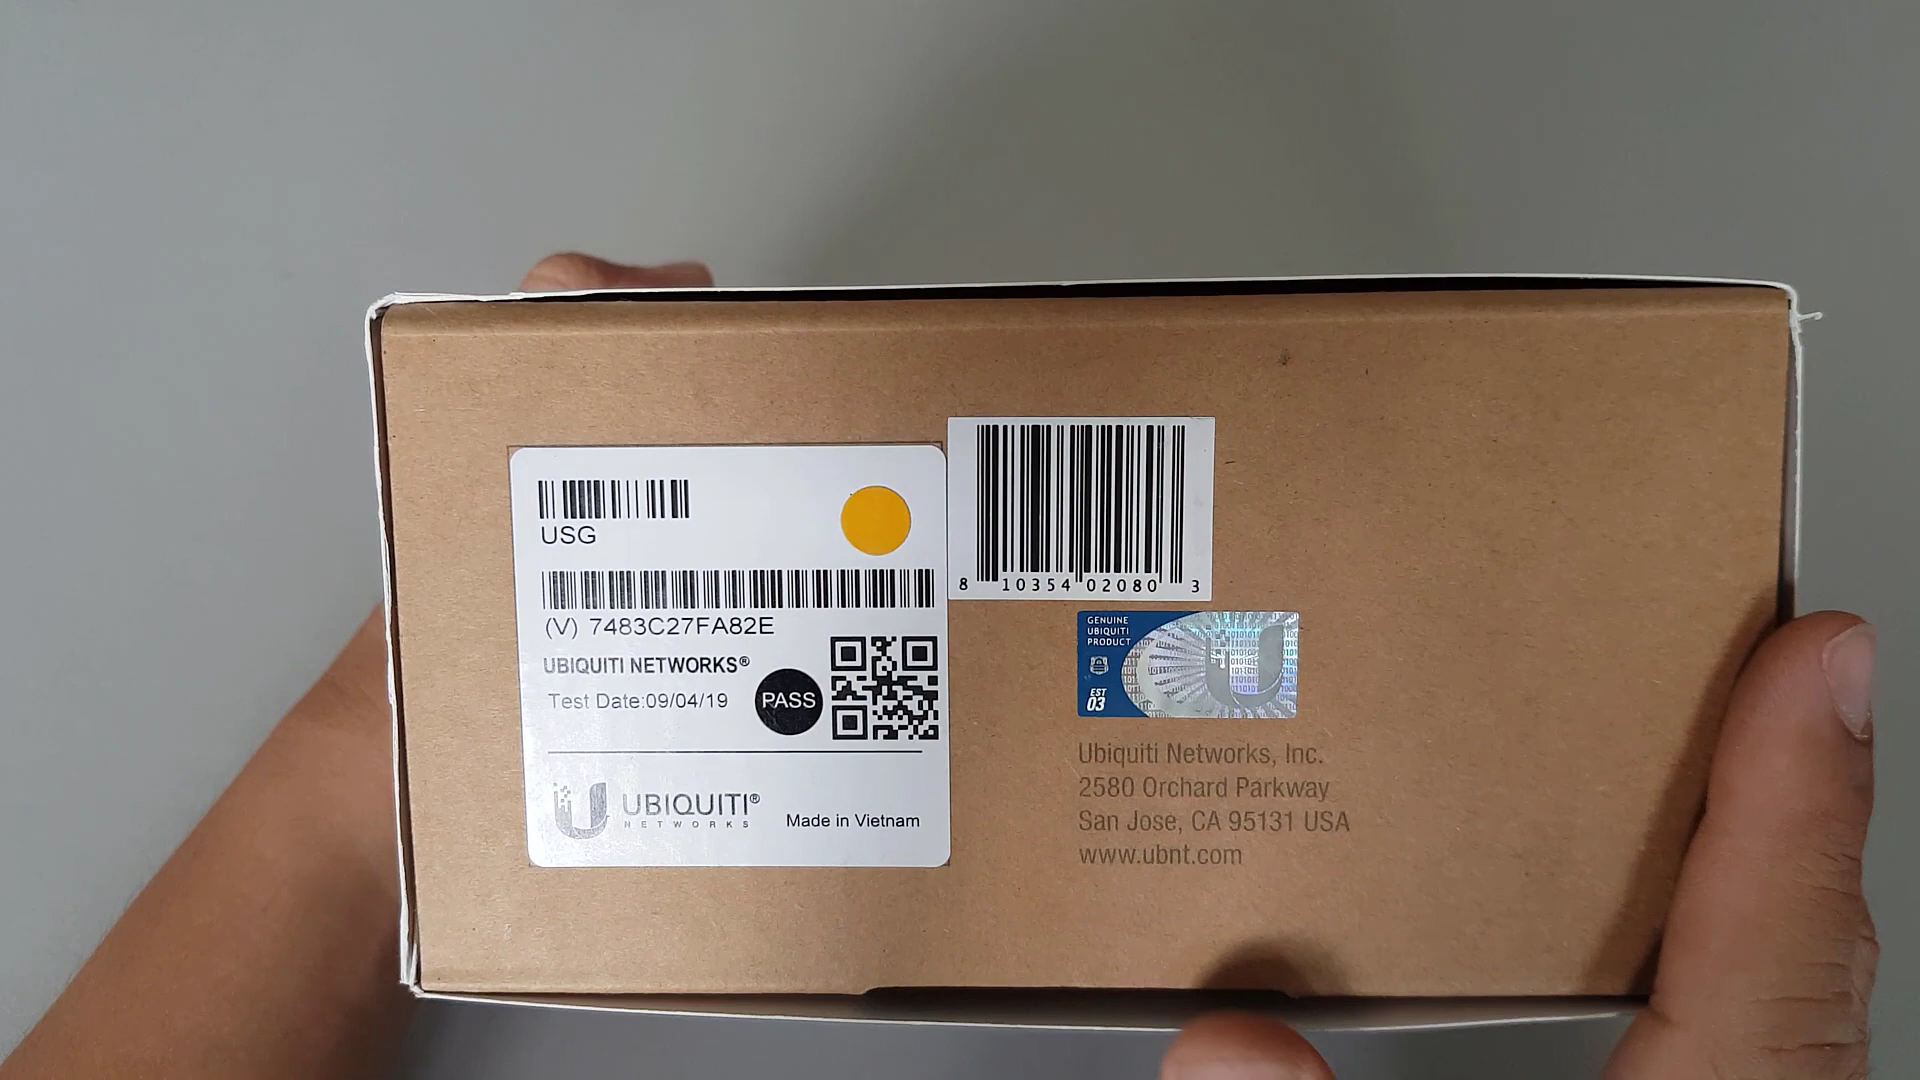 USG
(V) 7483C27FA82E
UBIQUITI NETWORKS®
Test Date:09/04/19
PASS
UBIQUITI®
NETWORKS
Made in Vietnam
8 10354 02080 3
GENUINE
UBIQUITI
PRODUCT
EST
03
Ubiquiti Networks, Inc.
2580 Orchard Parkway
San Jose, CA 95131 USA
www.ubnt.com